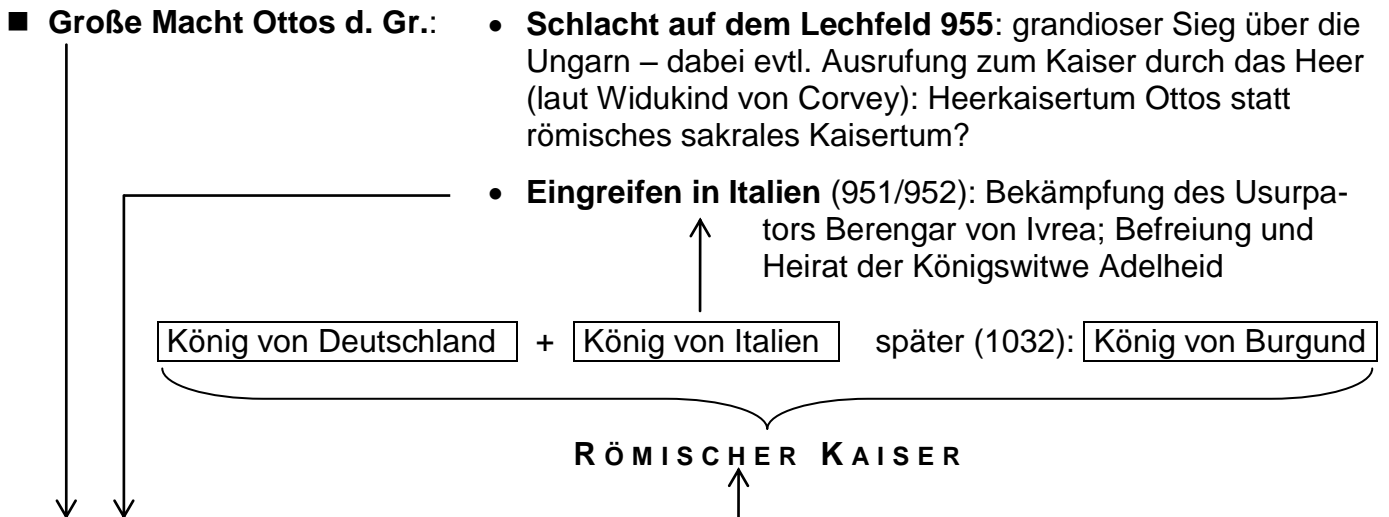 ■ Große Macht Ottos d. Gr.: • Schlacht auf dem Lechfeld 955: grandioser Sieg über die
Ungarn – dabei evtl. Ausrufung zum Kaiser durch das Heer
(laut Widukind von Corvey): Heerkaisertum Ottos statt
römisches sakrales Kaisertum?
• Eingreifen in Italien (951/952): Bekämpfung des Usurpa-
tors Berengar von Ivrea; Befreiung und
Heirat der Königswitwe Adelheid
König von Deutschland + König von Italien später (1032): König von Burgund
RÖMISCHER KAISER